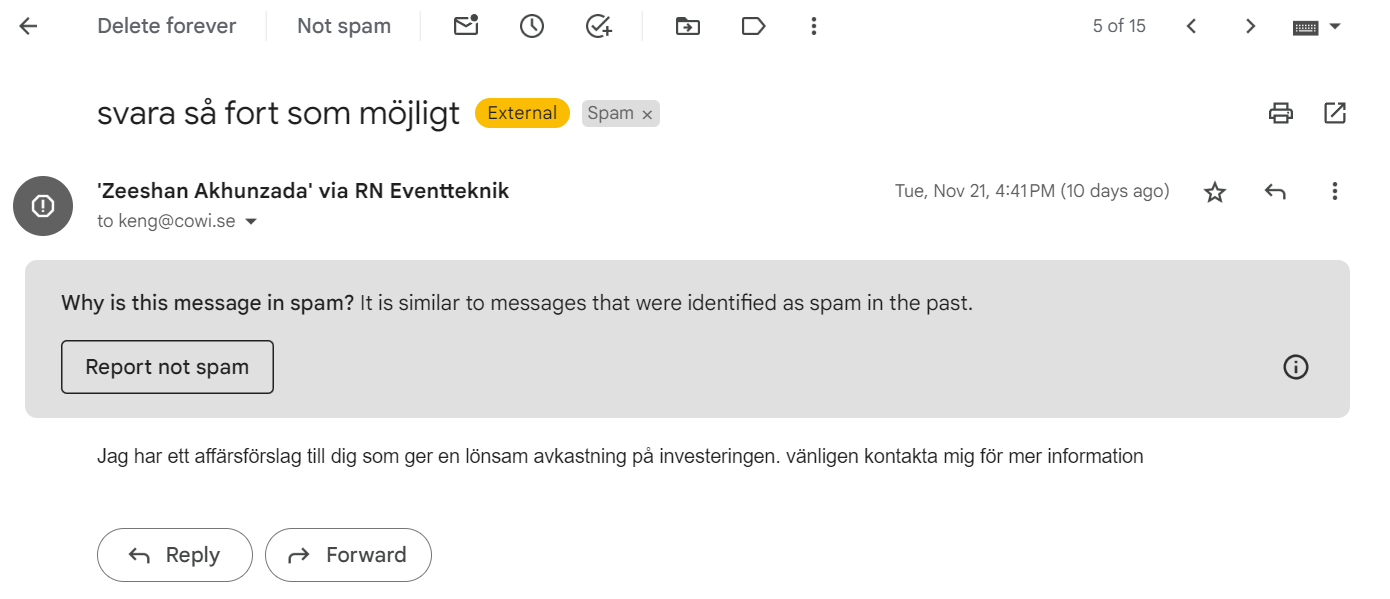 Delete forever Not spam 5 of 15
svara så fort som möjligt External Spam ×
'Zeeshan Akhunzada' via RN Eventteknik Tue, Nov 21, 4:41 PM (10 days ago)
to keng@cowi.se
Why is this message in spam? It is similar to messages that were identified as spam in the past.
Report not spam
Jag har ett affärsförslag till dig som ger en lönsam avkastning på investeringen. vänligen kontakta mig för mer information
Reply Forward